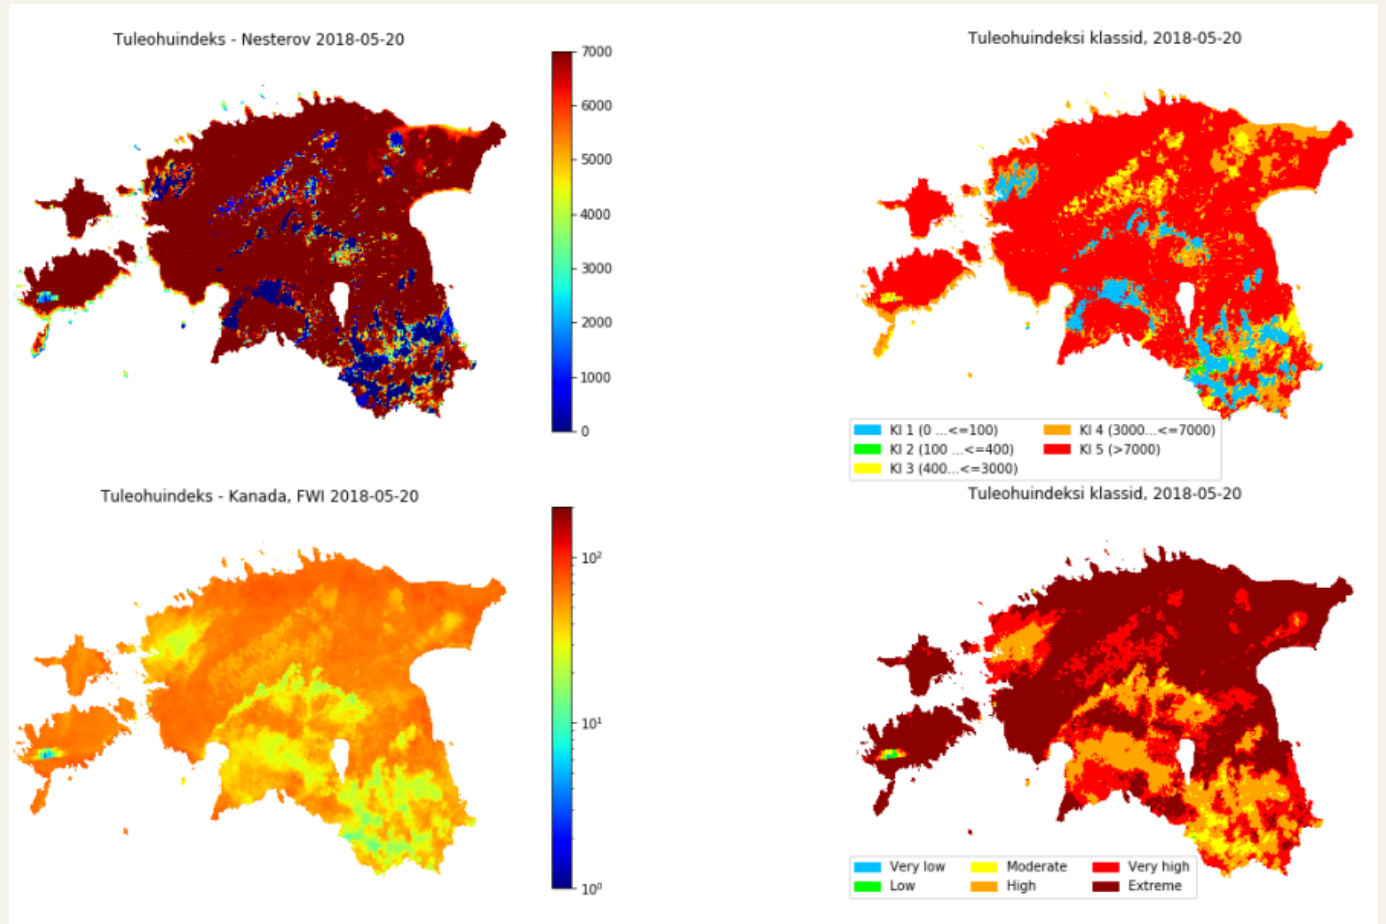 Tuleohuindeks - Nesterov 2018-05-20
7000
6000
5000
4000
3000
2000
1000
0
Tuleohuindeksi klassid, 2018-05-20
KI 1 (0 ...<=100)
KI 2 (100 ...<=400)
KI 3 (400...<=3000)
KI 4 (3000...<=7000)
KI 5 (>7000)
Tuleohuindeks - Kanada, FWI 2018-05-20
10²
10¹
10⁰
Tuleohuindeksi klassid, 2018-05-20
Very low
Low
Moderate
High
Very high
Extreme